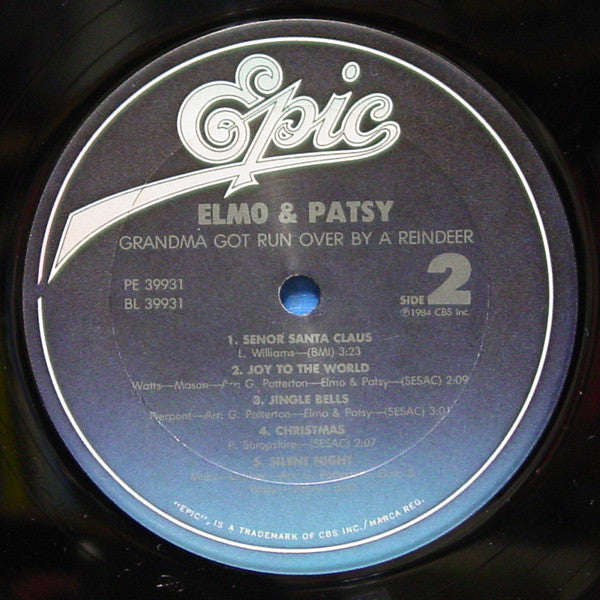 Epic
ELMO & PATSY
GRANDMA GOT RUN OVER BY A REINDEER
PE 39931
BL 39931
SIDE 2
℗1984 CBS Inc.
1. SENOR SANTA CLAUS
L. Williams—(BMI) 3:23
2. JOY TO THE WORLD
Watts—Mason—Arr: G. Potterton—Elmo & Patsy—(SESAC) 2:09
3. JINGLE BELLS
Pierpont—Arr: G. Potterton—Elmo & Patsy—(SESAC) 3:01
4. CHRISTMAS
P. Shropshire—(SESAC) 2:07
5. SILENT NIGHT
"EPIC", IS A TRADEMARK OF CBS INC./MARCA REG.